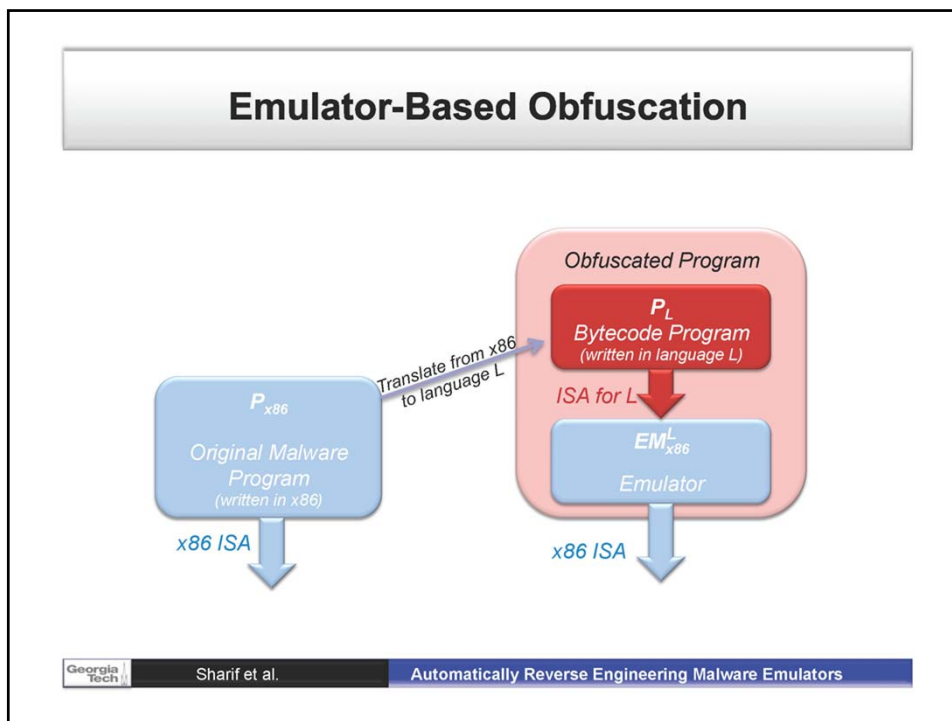 Emulator-Based Obfuscation
Obfuscated Program
P_L
Bytecode Program
(written in language L)
Translate from x86
to language L
ISA for L
P_x86
Original Malware
Program
(written in x86)
EM^L_x86
Emulator
x86 ISA
x86 ISA
Georgia
Tech
Sharif et al.
Automatically Reverse Engineering Malware Emulators